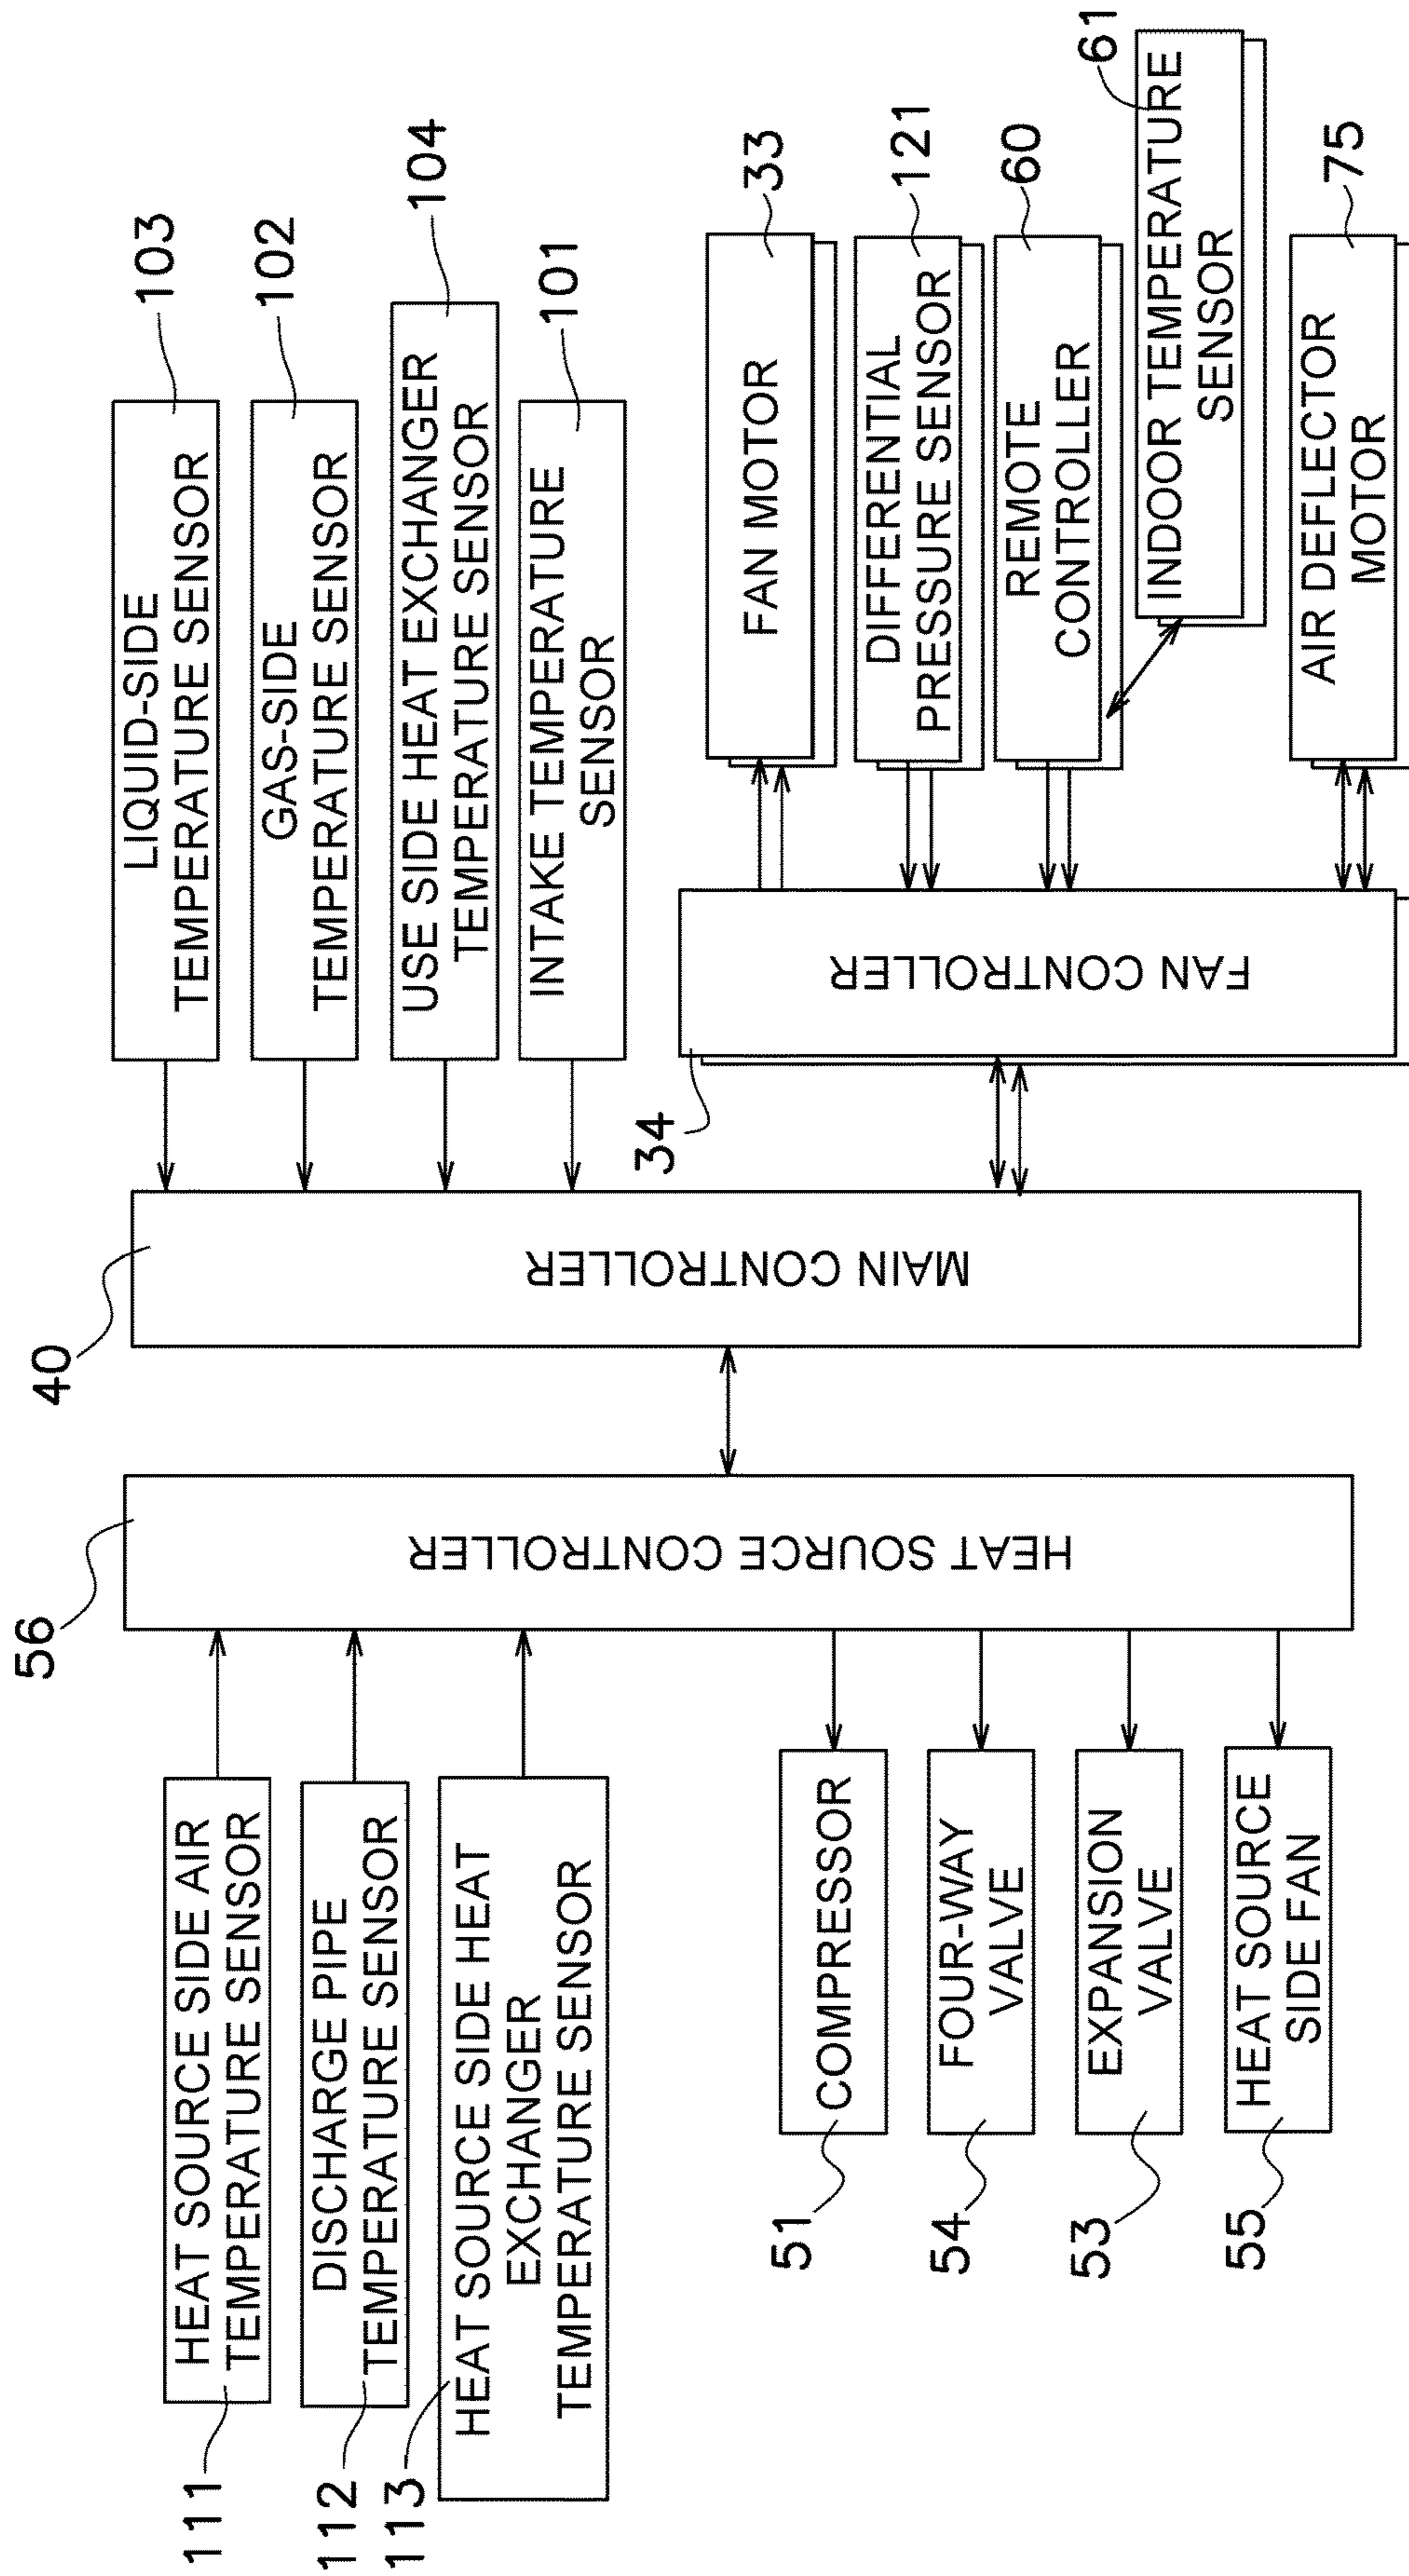 111
HEAT SOURCE SIDE AIR
TEMPERATURE SENSOR
112
DISCHARGE PIPE
TEMPERATURE SENSOR
113
HEAT SOURCE SIDE HEAT
EXCHANGER
TEMPERATURE SENSOR
51
COMPRESSOR
54
FOUR-WAY
VALVE
53
EXPANSION
VALVE
55
HEAT SOURCE
SIDE FAN
56
HEAT SOURCE CONTROLLER
40
MAIN CONTROLLER
LIQUID-SIDE
TEMPERATURE SENSOR
103
GAS-SIDE
TEMPERATURE SENSOR
102
USE SIDE HEAT EXCHANGER
TEMPERATURE SENSOR
104
INTAKE TEMPERATURE
SENSOR
101
34
FAN CONTROLLER
FAN MOTOR
33
DIFFERENTIAL
PRESSURE SENSOR
121
REMOTE
CONTROLLER
60
INDOOR TEMPERATURE
SENSOR
61
AIR DEFLECTOR
MOTOR
75